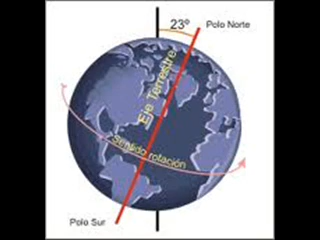 23º
Polo Norte
Eje Terrestre
Sentido rotación
Polo Sur